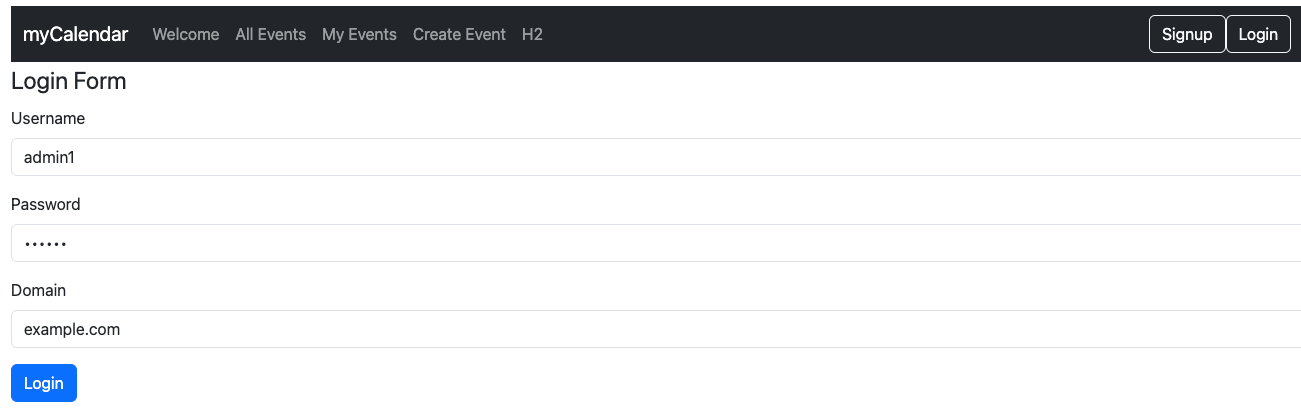 myCalendar Welcome All Events My Events Create Event H2 Signup Login
Login Form
Username
admin1
Password
••••••
Domain
example.com
Login